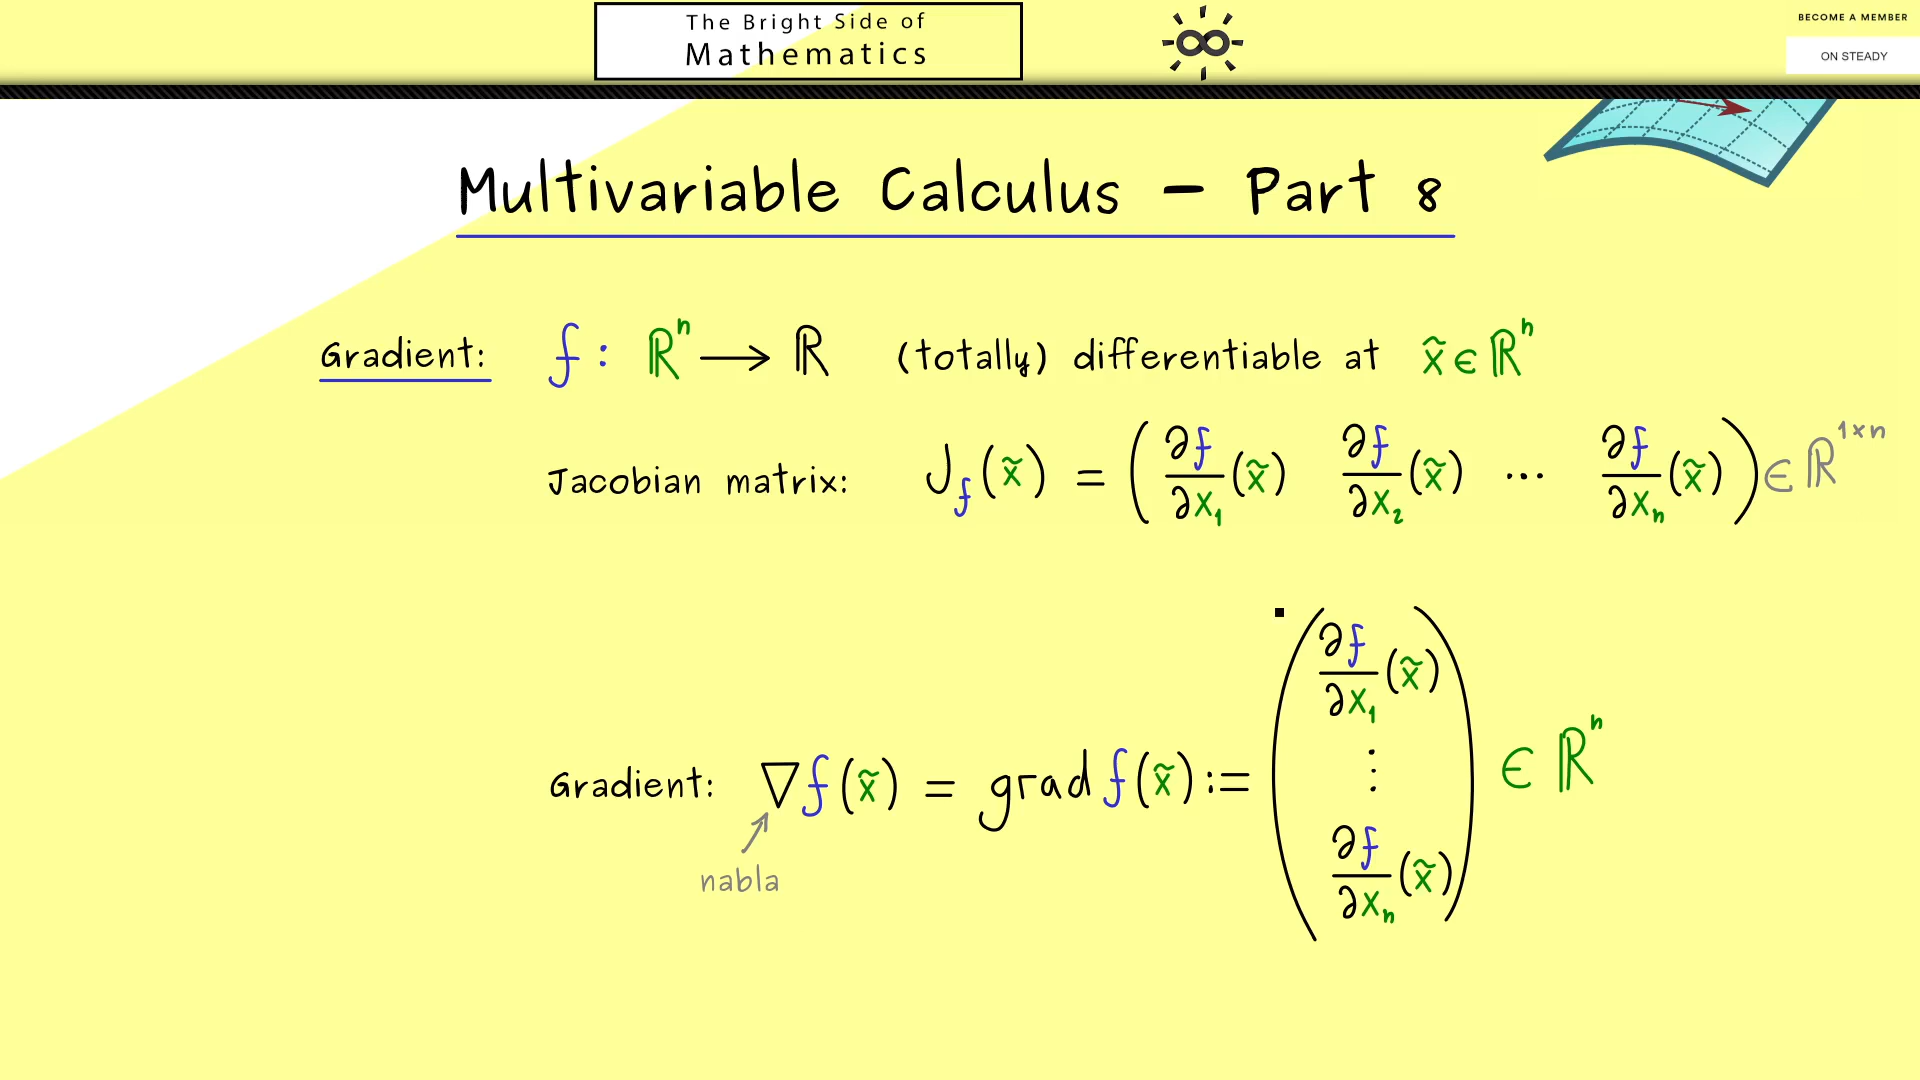 The Bright Side of
Mathematics
BECOME A MEMBER
ON STEADY
Multivariable Calculus – Part 8
Gradient: f: ℝⁿ ⟶ ℝ (totally) differentiable at x̃ ∈ ℝⁿ
Jacobian matrix: J_f(x̃) = ( ∂f/∂x₁(x̃) ∂f/∂x₂(x̃) ⋯ ∂f/∂xₙ(x̃) ) ∈ ℝ^{1×n}
Gradient: ∇f(x̃) = grad f(x̃) := ( ∂f/∂x₁(x̃) ⋮ ∂f/∂xₙ(x̃) ) ∈ ℝⁿ
nabla